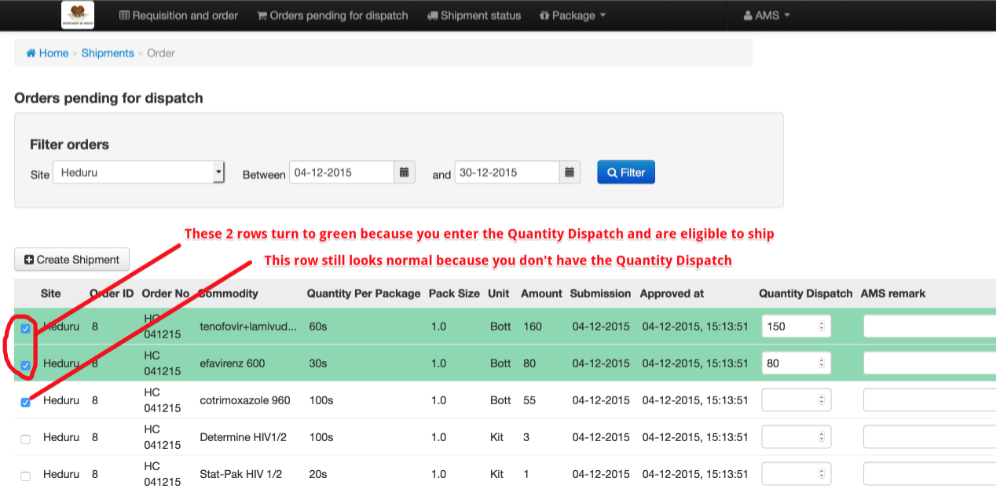 DEPARTMENT OF HEALTH
Requisition and order Orders pending for dispatch Shipment status Package AMS
Home » Shipments » Order
Orders pending for dispatch
Filter orders
Site Heduru Between 04-12-2015 and 30-12-2015 Filter
These 2 rows turn to green because you enter the Quantity Dispatch and are eligible to ship
Create Shipment
This row still looks normal because you don't have the Quantity Dispatch
Site Order ID Order No Commodity Quantity Per Package Pack Size Unit Amount Submission Approved at Quantity Dispatch AMS remark
Heduru 8 HC 041215 tenofovir+lamivud... 60s 1.0 Bott 160 04-12-2015 04-12-2015, 15:13:51 150
Heduru 8 HC 041215 efavirenz 600 30s 1.0 Bott 80 04-12-2015 04-12-2015, 15:13:51 80
Heduru 8 HC 041215 cotrimoxazole 960 100s 1.0 Bott 55 04-12-2015 04-12-2015, 15:13:51
Heduru 8 HC 041215 Determine HIV1/2 100s 1.0 Kit 3 04-12-2015 04-12-2015, 15:13:51
Heduru 8 HC 041215 Stat-Pak HIV 1/2 20s 1.0 Kit 1 04-12-2015 04-12-2015, 15:13:51